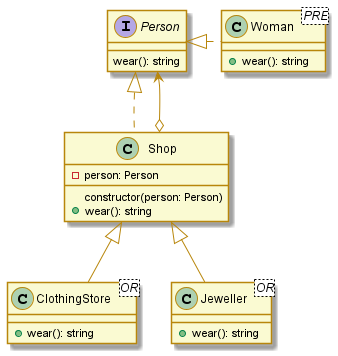 I Person
C Woman
PRE
wear(): string
wear(): string
C Shop
person: Person
constructor(person: Person)
wear(): string
C ClothingStore
OR
C Jeweller
OR
wear(): string
wear(): string